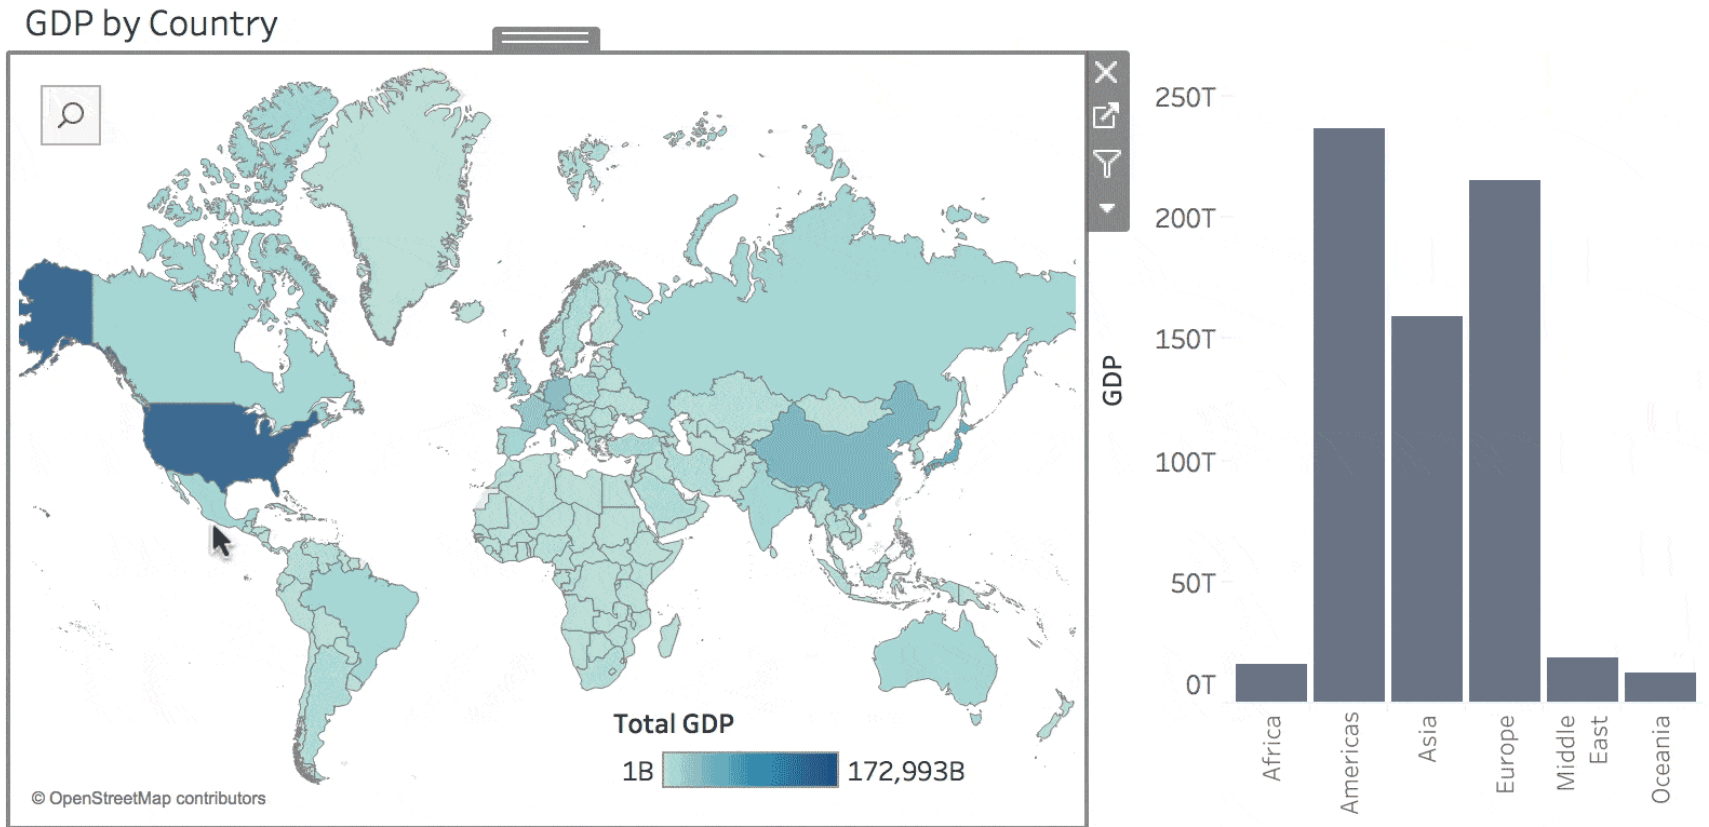 GDP by Country
Total GDP
1B
172,993B
© OpenStreetMap contributors
GDP
250T
200T
150T
100T
50T
0T
Africa
Americas
Asia
Europe
Middle
East
Oceania